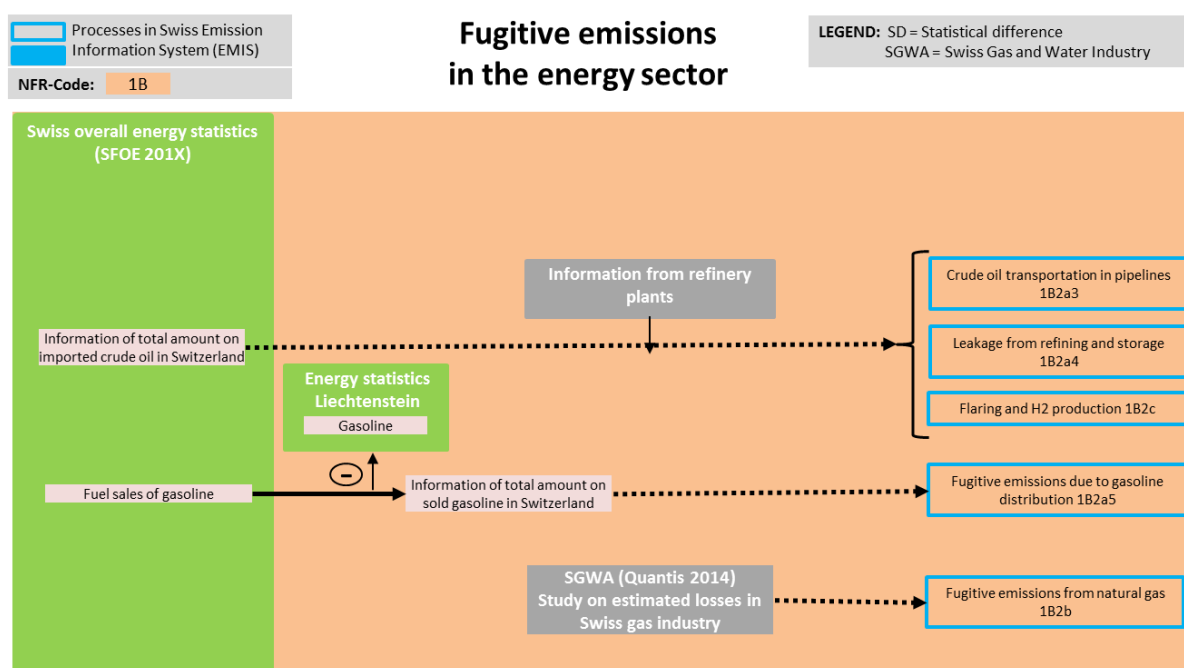 Processes in Swiss Emission
Information System (EMIS)
NFR-Code: 1B
Fugitive emissions
in the energy sector
LEGEND: SD = Statistical difference
SGWA = Swiss Gas and Water Industry
Swiss overall energy statistics
(SFOE 201X)
Information from refinery
plants
Crude oil transportation in pipelines
1B2a3
Information of total amount on
imported crude oil in Switzerland
Leakage from refining and storage
1B2a4
Energy statistics
Liechtenstein
Gasoline
Flaring and H2 production 1B2c
Fuel sales of gasoline
−
Information of total amount on
sold gasoline in Switzerland
Fugitive emissions due to gasoline
distribution 1B2a5
SGWA (Quantis 2014)
Study on estimated losses in
Swiss gas industry
Fugitive emissions from natural gas
1B2b